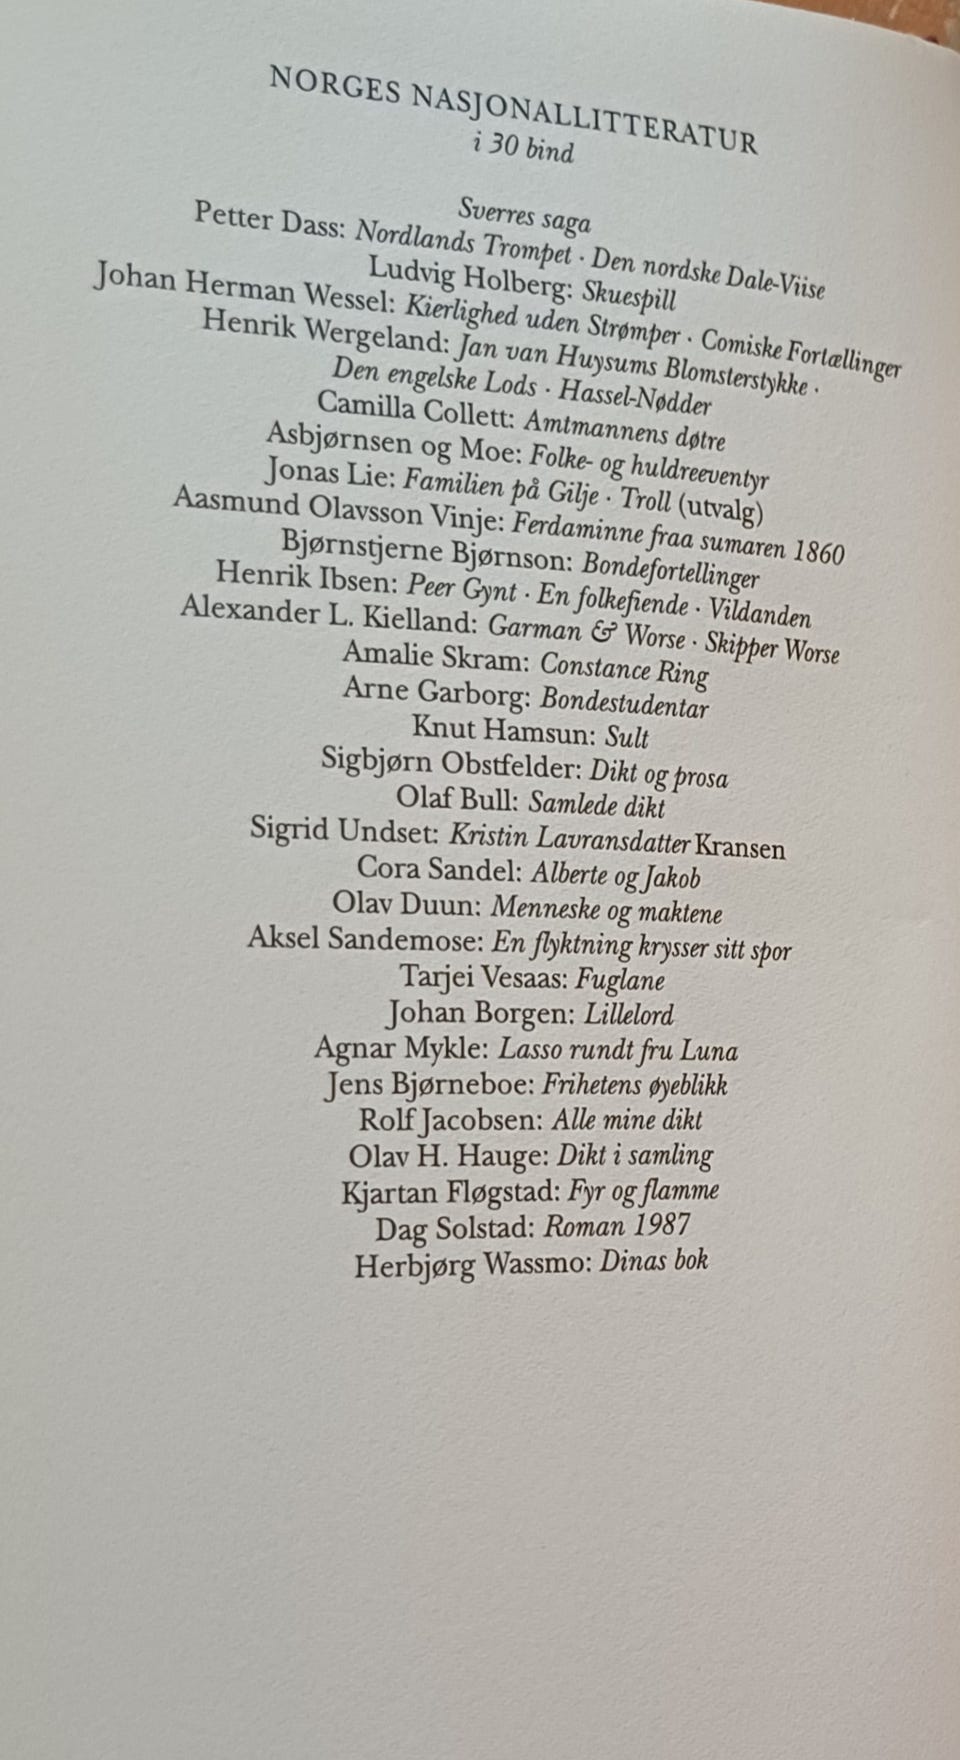 NORGES NASJONALLITTERATUR
i 30 bind
Sverres saga
Petter Dass: Nordlands Trompet · Den nordske Dale-Viise
Ludvig Holberg: Skuespill
Johan Herman Wessel: Kierlighed uden Strømper · Comiske Fortællinger
Henrik Wergeland: Jan van Huysums Blomsterstykke ·
Den engelske Lods · Hassel-Nødder
Camilla Collett: Amtmannens døtre
Asbjørnsen og Moe: Folke- og huldreeventyr
Jonas Lie: Familien på Gilje · Troll (utvalg)
Aasmund Olavsson Vinje: Ferdaminne fraa sumaren 1860
Bjørnstjerne Bjørnson: Bondefortellinger
Henrik Ibsen: Peer Gynt · En folkefiende · Vildanden
Alexander L. Kielland: Garman & Worse · Skipper Worse
Amalie Skram: Constance Ring
Arne Garborg: Bondestudentar
Knut Hamsun: Sult
Sigbjørn Obstfelder: Dikt og prosa
Olaf Bull: Samlede dikt
Sigrid Undset: Kristin Lavransdatter Kransen
Cora Sandel: Alberte og Jakob
Olav Duun: Menneske og maktene
Aksel Sandemose: En flyktning krysser sitt spor
Tarjei Vesaas: Fuglane
Johan Borgen: Lillelord
Agnar Mykle: Lasso rundt fru Luna
Jens Bjørneboe: Frihetens øyeblikk
Rolf Jacobsen: Alle mine dikt
Olav H. Hauge: Dikt i samling
Kjartan Fløgstad: Fyr og flamme
Dag Solstad: Roman 1987
Herbjørg Wassmo: Dinas bok